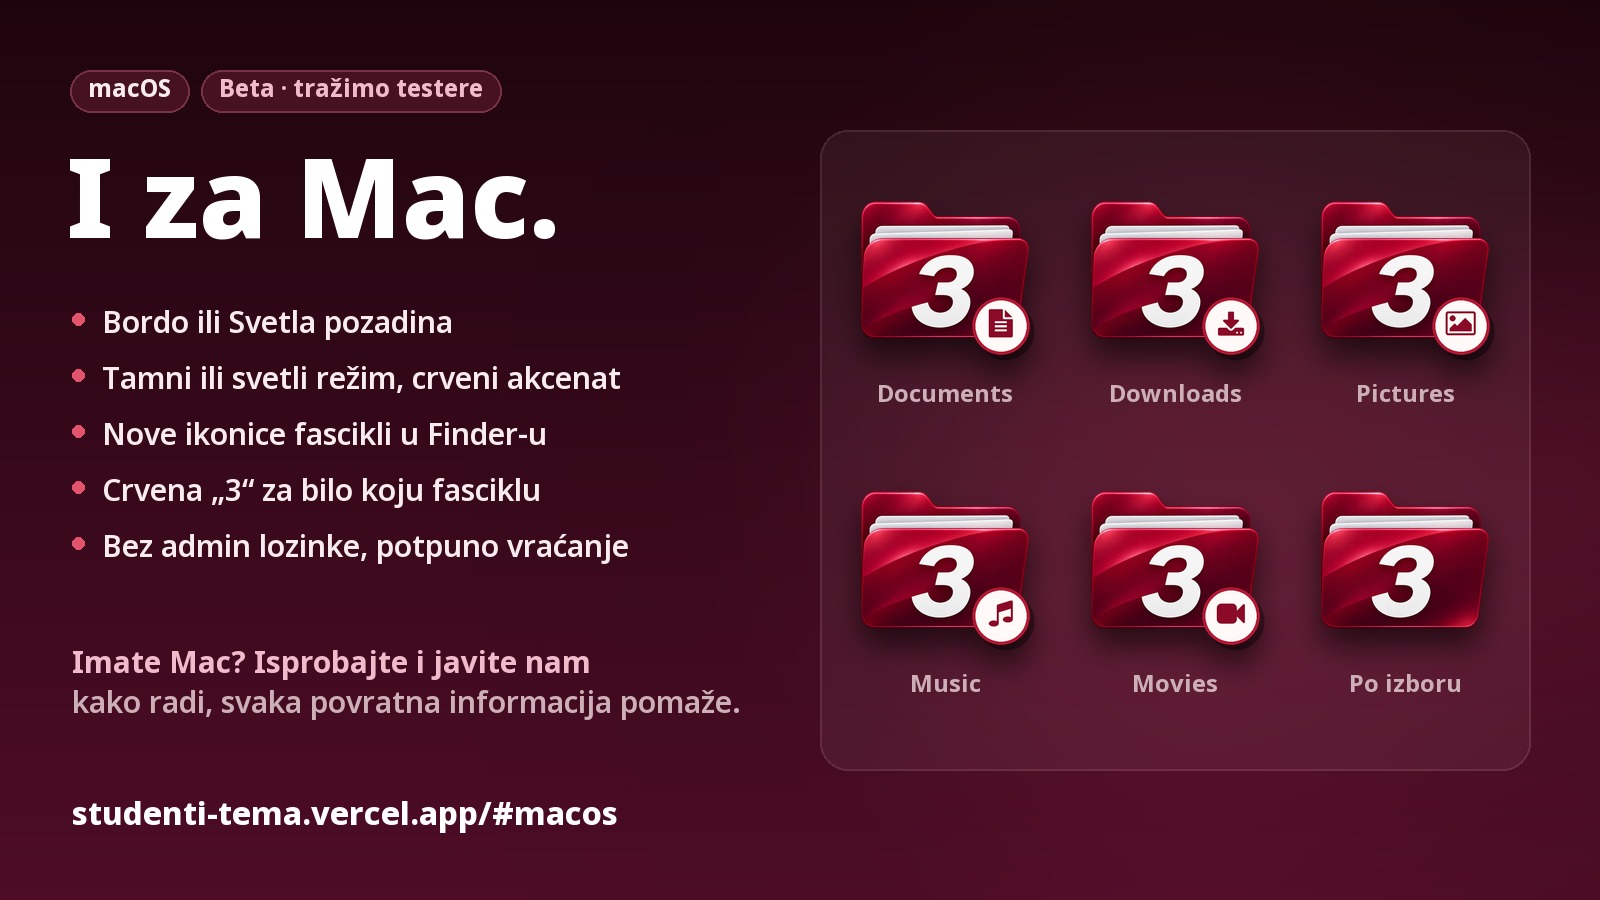 macOS
Beta · tražimo testere
I za Mac.
Bordo ili Svetla pozadina
Tamni ili svetli režim, crveni akcenat
Nove ikonice fascikli u Finder-u
Crvena „3“ za bilo koju fasciklu
Bez admin lozinke, potpuno vraćanje
Imate Mac? Isprobajte i javite nam
kako radi, svaka povratna informacija pomaže.
studenti-tema.vercel.app/#macos
3
3
3
Documents
Downloads
Pictures
3
3
3
Music
Movies
Po izboru